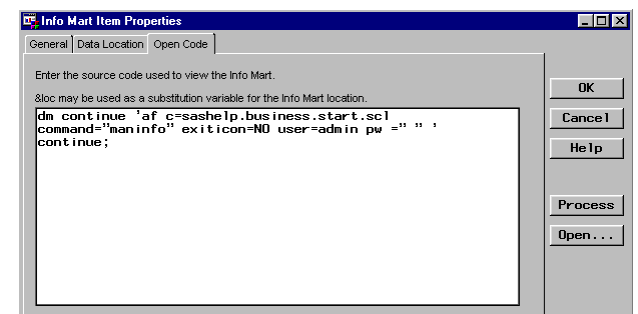 Info Mart Item Properties
General Data Location Open Code
Enter the source code used to view the Info Mart.
&loc may be used as a substitution variable for the Info Mart location.
dm continue 'af c=sashelp.business.start.scl
command="maninfo" exiticon=NO user=admin pw =" " '
continue;
OK
Cancel
Help
Process
Open...